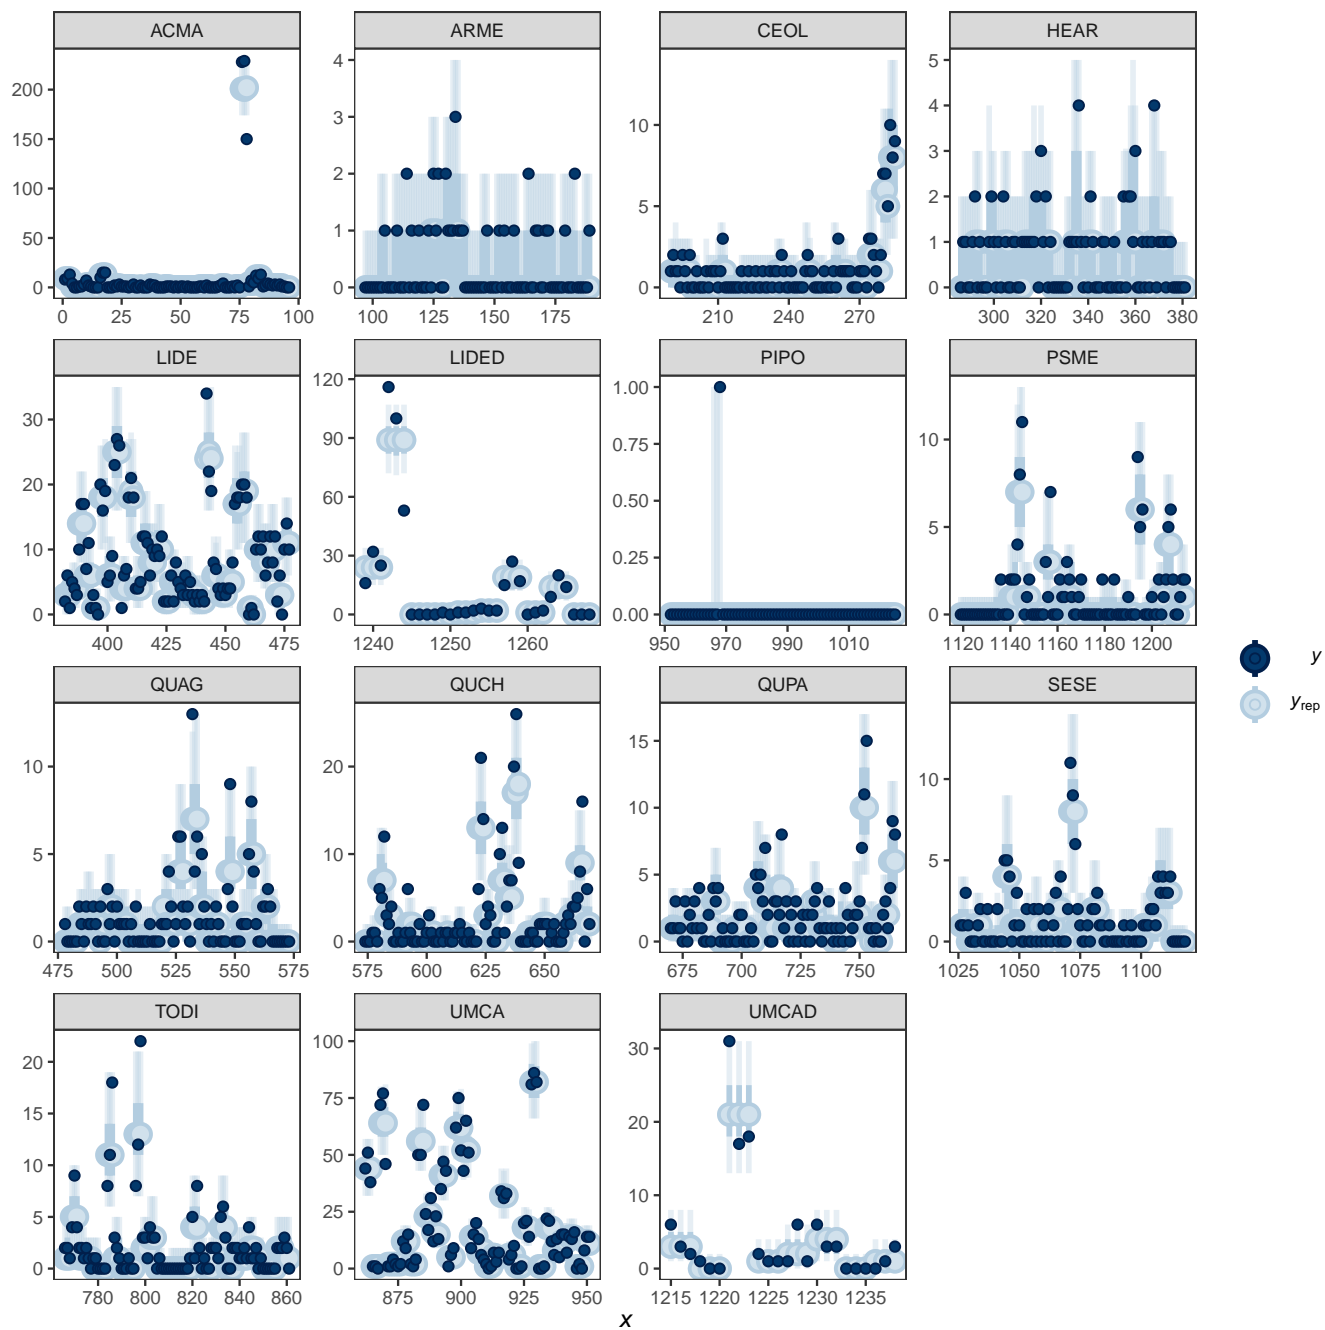 ACMA ARME CEOL HEAR
200 150 100 50 0
4 3 2 1 0
10 5 0
5 4 3 2 1 0
0 25 50 75 100
100 125 150 175
210 240 270
300 320 340 360 380
LIDE LIDED PIPO PSME
30 20 10 0
120 90 60 30 0
1.00 0.75 0.50 0.25 0.00
10 5 0
400 425 450 475
1240 1250 1260
950 970 990 1010
1120 1140 1160 1180 1200
y
yrep
QUAG QUCH QUPA SESE
10 5 0
20 10 0
15 10 5 0
10 5 0
475 500 525 550 575
575 600 625 650
675 700 725 750
1025 1050 1075 1100
TODI UMCA UMCAD
20 15 10 5 0
100 75 50 25 0
30 20 10 0
780 800 820 840 860
875 900 925 950
1215 1220 1225 1230 1235
x